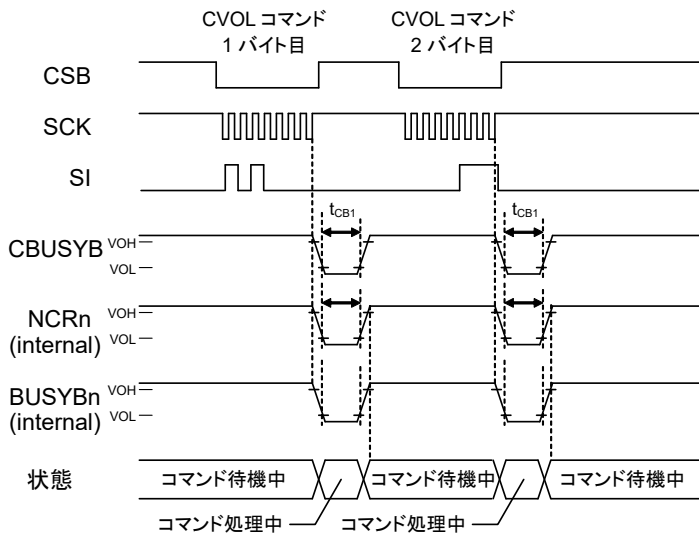 CVOL コマンド
1 バイト目
CVOL コマンド
2 バイト目
CSB
SCK
SI
tCB1
tCB1
CBUSYB
VOH
VOL
NCRn
(internal)
VOH
VOL
BUSYBn
(internal)
VOH
VOL
状態
コマンド待機中
コマンド待機中
コマンド待機中
コマンド処理中
コマンド処理中